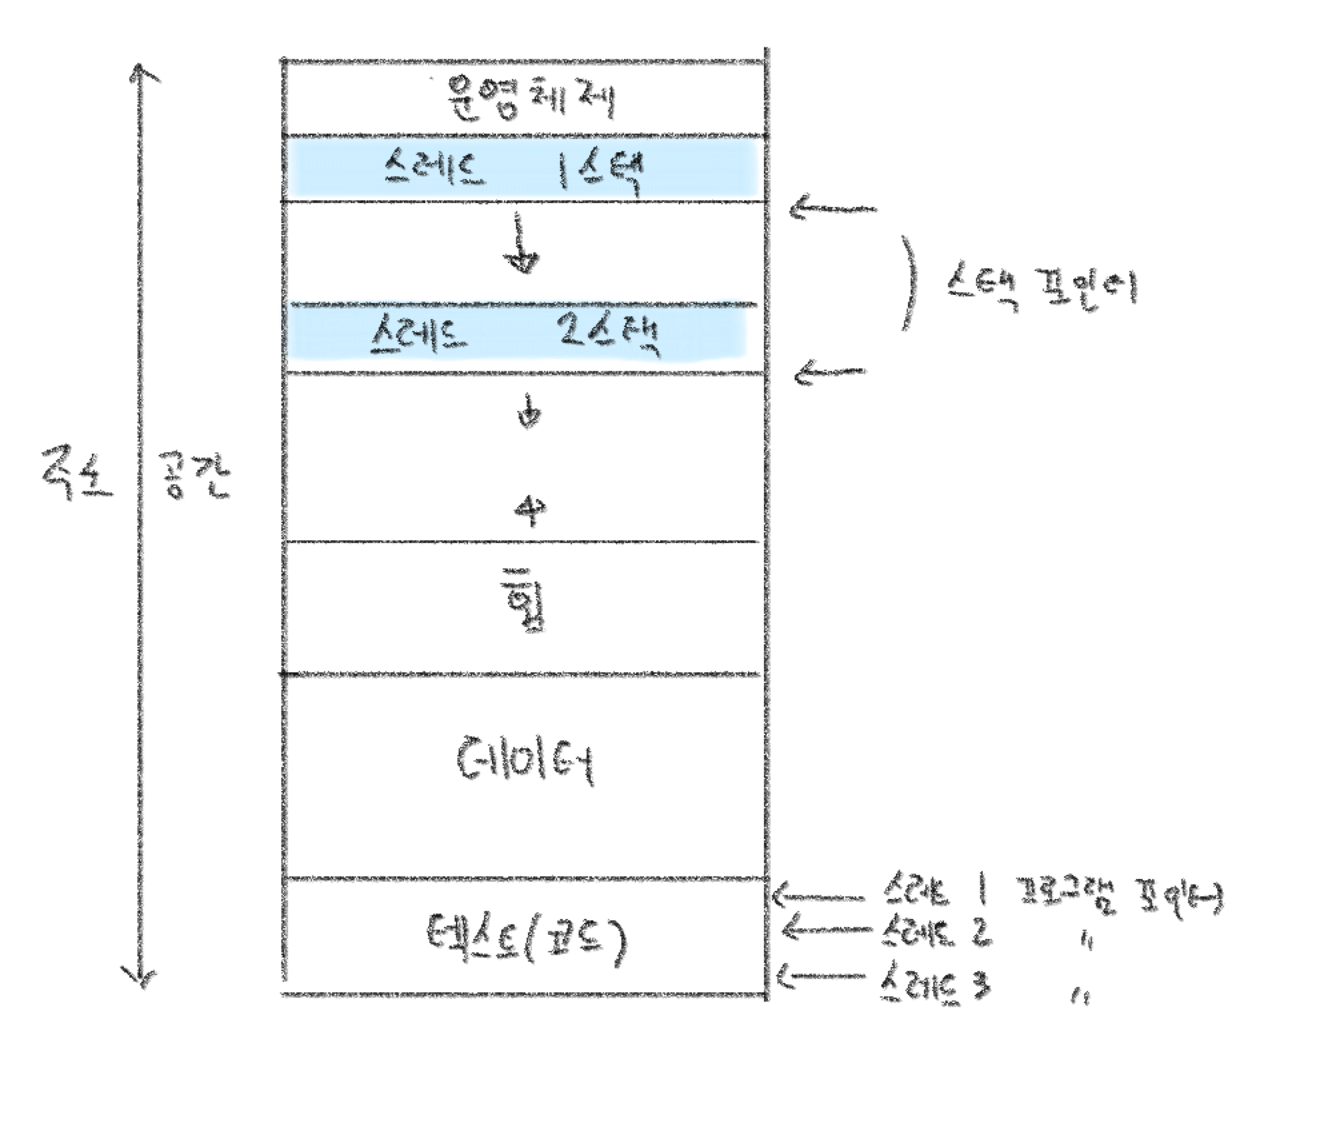 운영체제
스레드 1스택
스택 포인터
스레드 2스택
주소 공간
힙
데이터
스레드 1 프로그램 포인터
텍스트(코드)
스레드 2 "
스레드 3 "